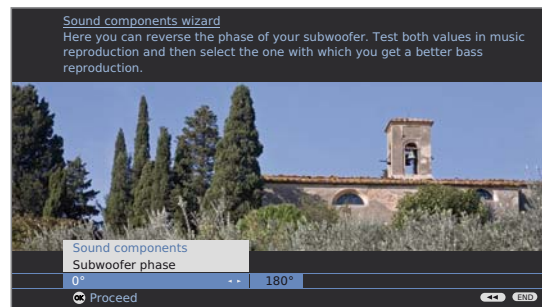 Sound components wizard
Here you can reverse the phase of your subwoofer. Test both values in music
reproduction and then select the one with which you get a better bass
reproduction.
Sound components
Subwoofer phase
0° 180°
OK Proceed END